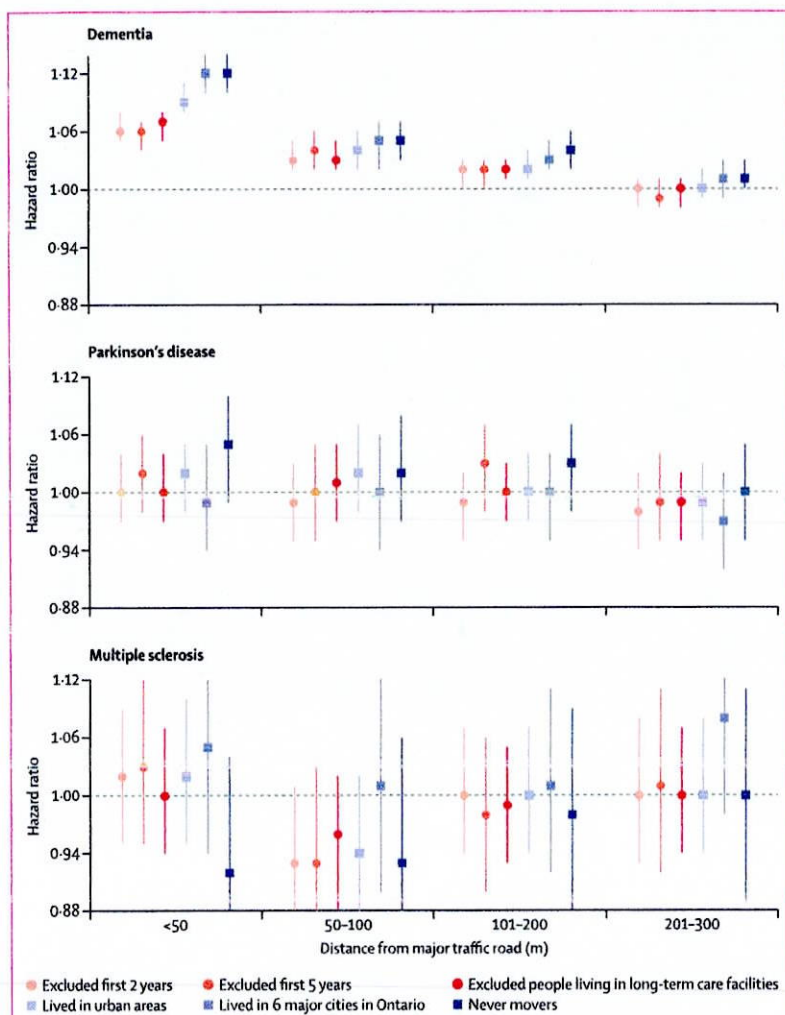 Dementia
1·12
1·06
1·00
0·94
0·88
Hazard ratio
Parkinson's disease
1·12
1·06
1·00
0·94
0·88
Hazard ratio
Multiple sclerosis
1·12
1·06
1·00
0·94
0·88
Hazard ratio
<50 50–100 101–200 201–300
Distance from major traffic road (m)
Excluded first 2 years Excluded first 5 years Excluded people living in long-term care facilities
Lived in urban areas Lived in 6 major cities in Ontario Never movers